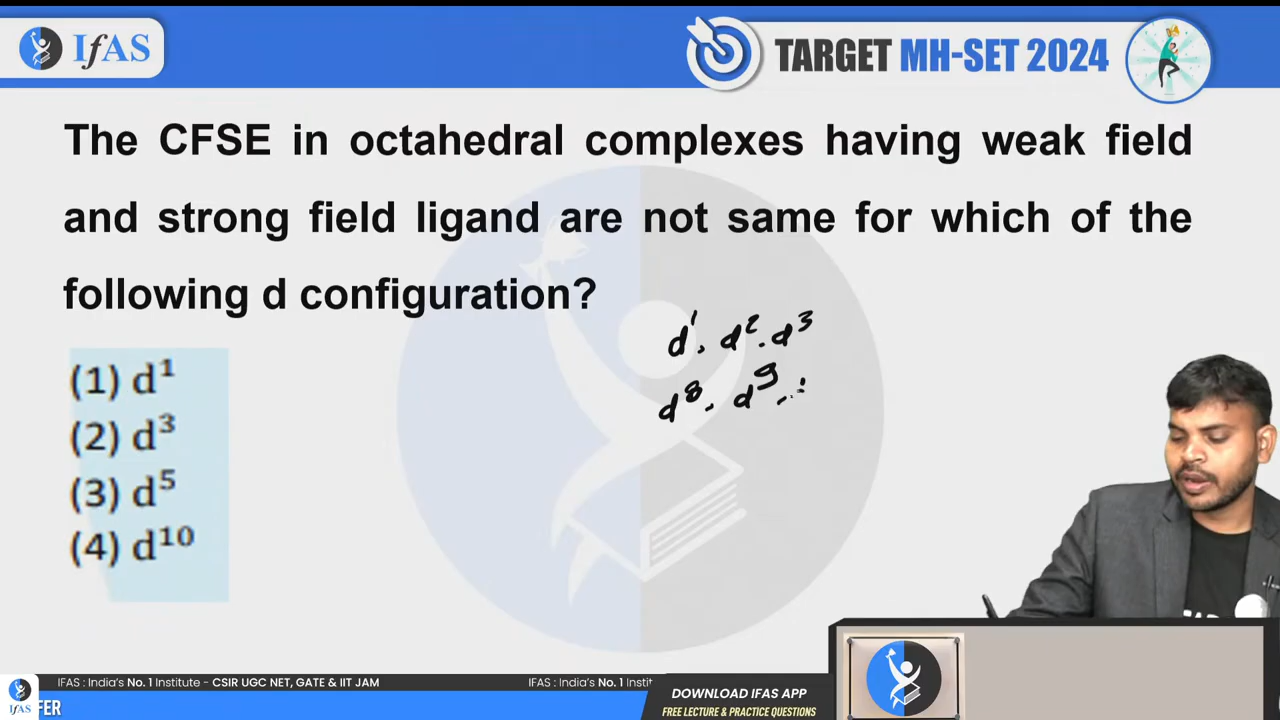 IfAS
TARGET MH-SET 2024
The CFSE in octahedral complexes having weak field
and strong field ligand are not same for which of the
following d configuration?
d¹, d². d³
d⁸. d⁹
(1) d¹
(2) d³
(3) d⁵
(4) d¹⁰
IFAS : India's No. 1 Institute - CSIR UGC NET, GATE & IIT JAM
IFAS : India's No. 1 Instit
DOWNLOAD IFAS APP
FREE LECTURE & PRACTICE QUESTIONS
IfAS
FER